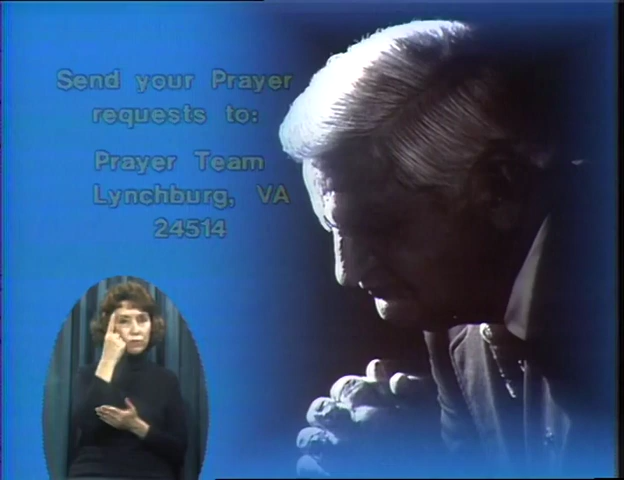 Send your Prayer
requests to:
Prayer Team
Lynchburg, VA
24514